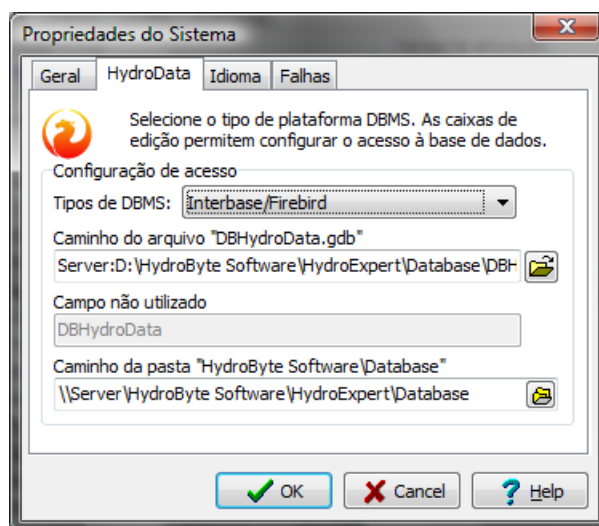 Propriedades do Sistema
Geral HydroData Idioma Falhas
Selecione o tipo de plataforma DBMS. As caixas de
edição permitem configurar o acesso à base de dados.
Configuração de acesso
Tipos de DBMS: Interbase/Firebird
Caminho do arquivo "DBHydroData.gdb"
Server:D:\HydroByte Software\HydroExpert\Database\DBH
Campo não utilizado
DBHydroData
Caminho da pasta "HydroByte Software\Database"
\\Server\HydroByte Software\HydroExpert\Database
OK Cancel Help